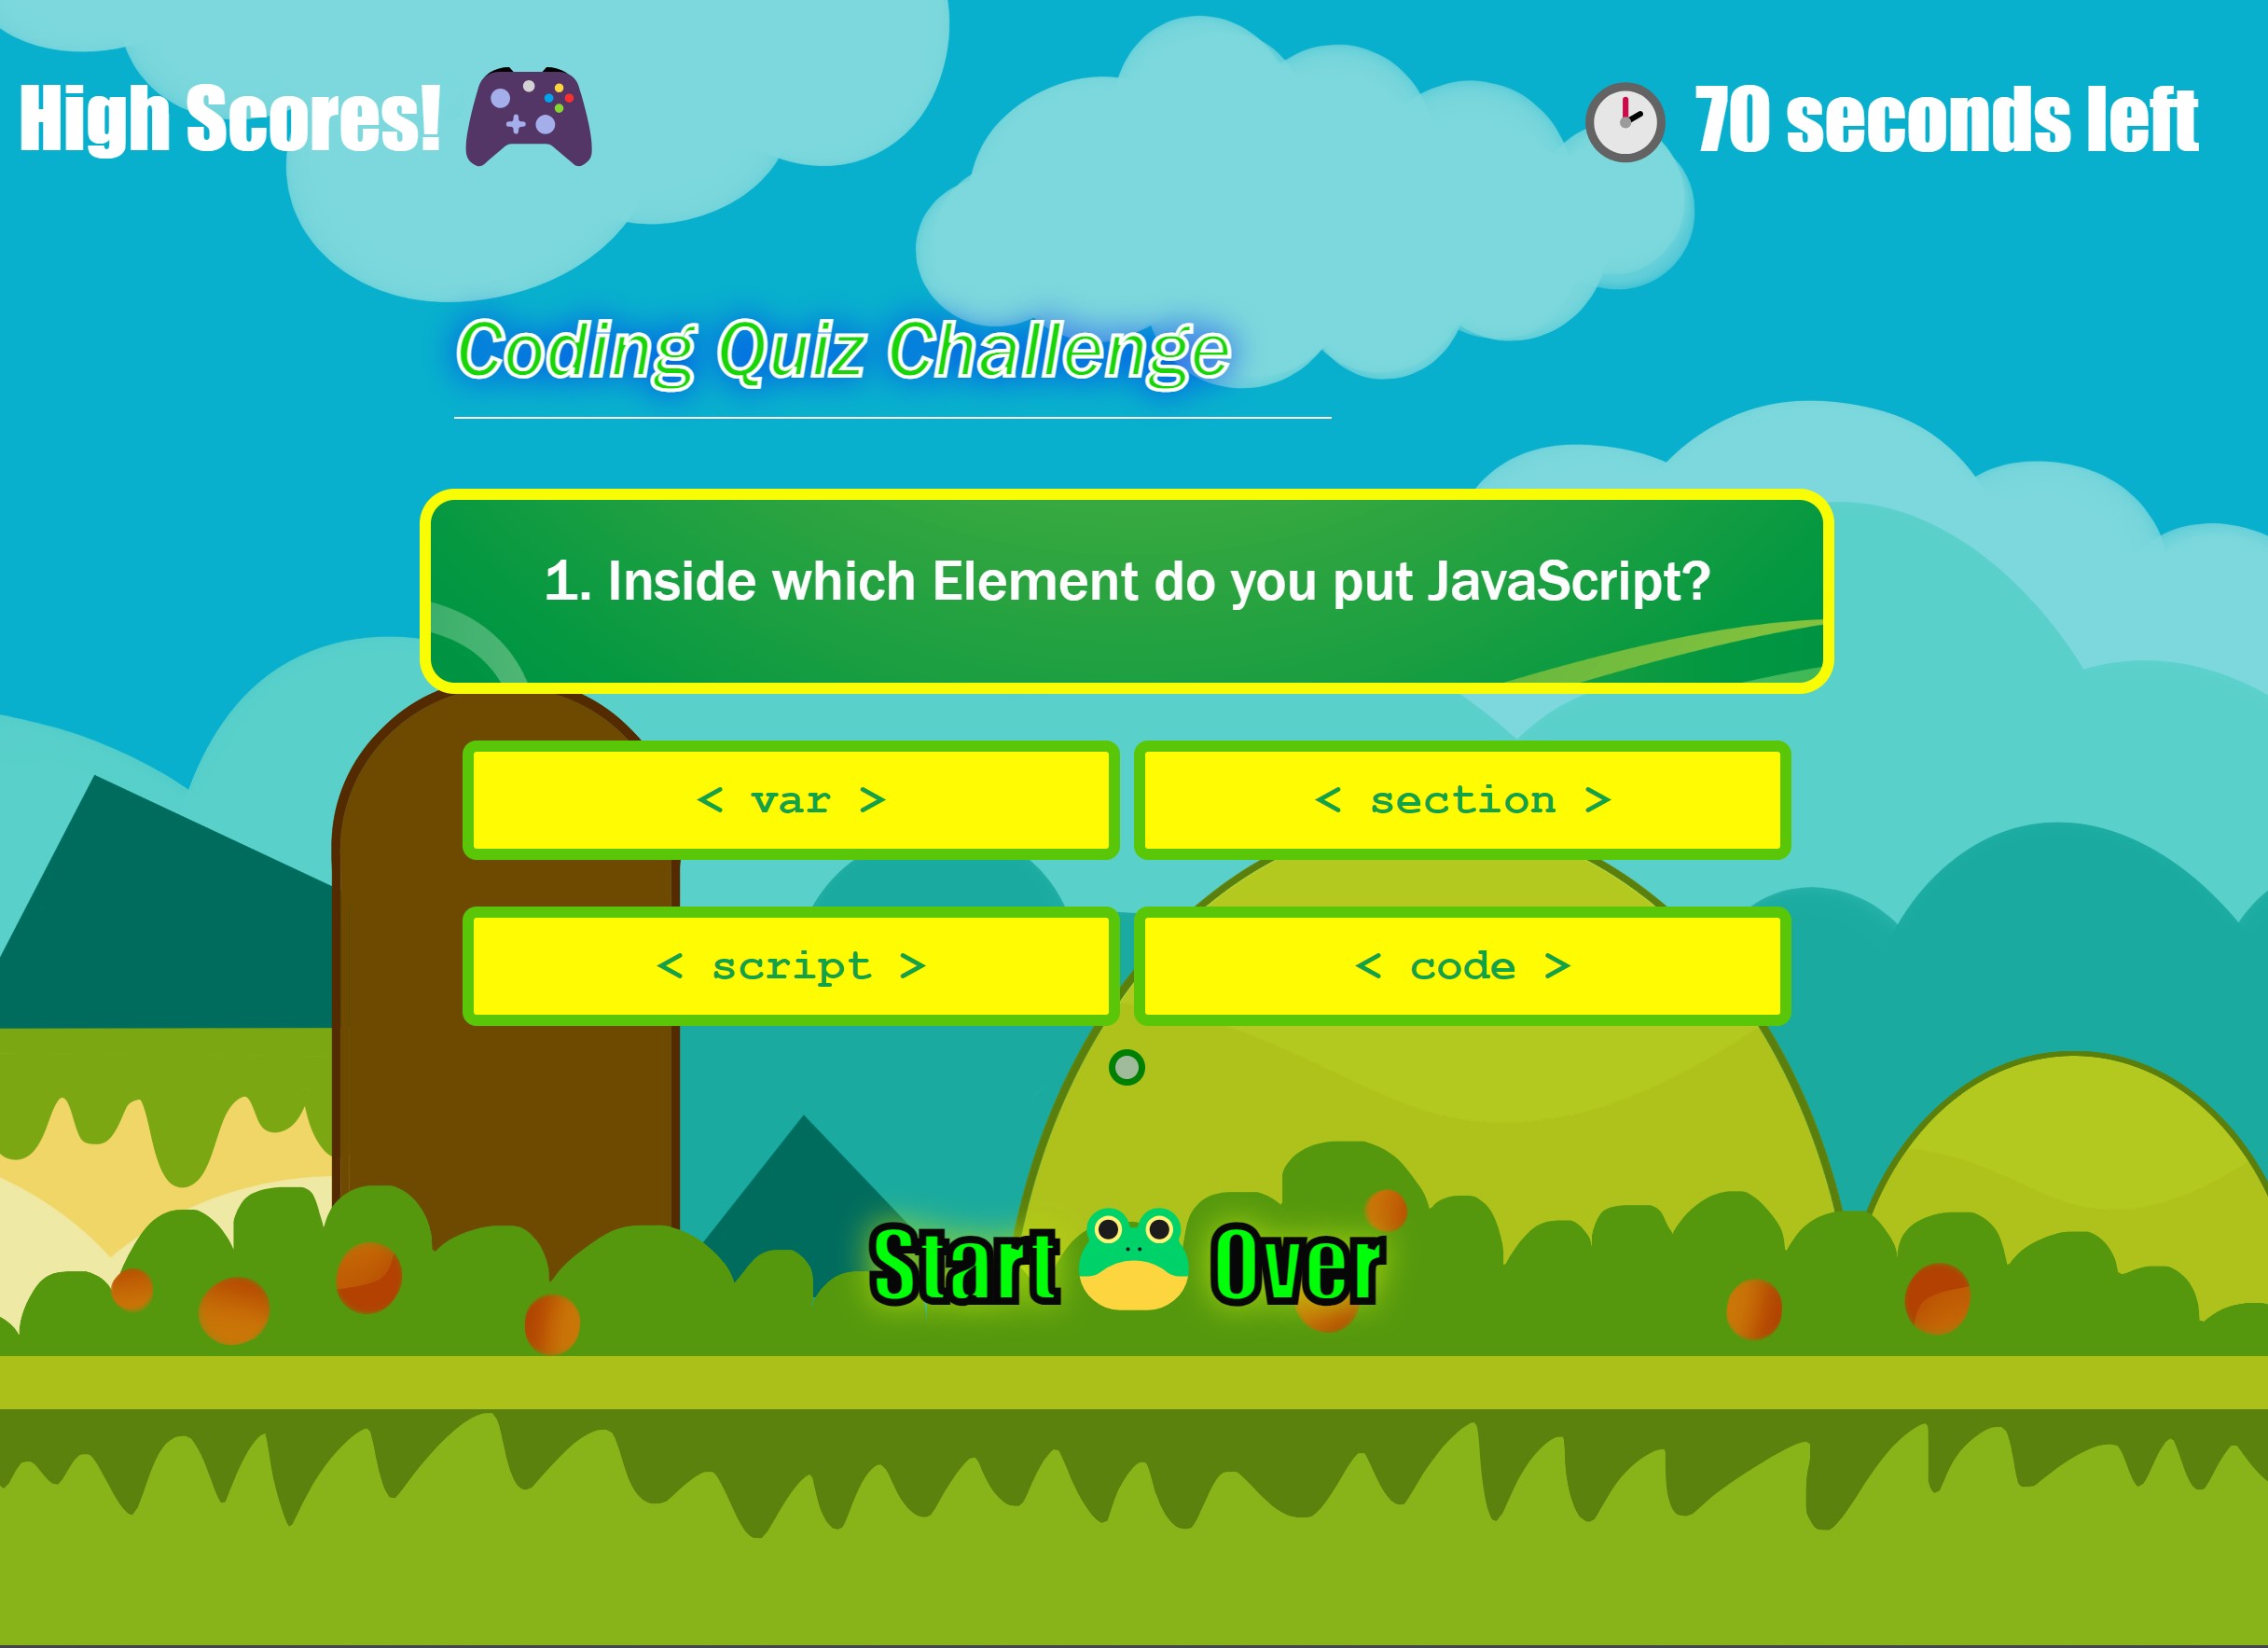 High Scores!
70 seconds left
Coding Quiz Challenge
1. Inside which Element do you put JavaScript?
< var >
< section >
< script >
< code >
Start Over